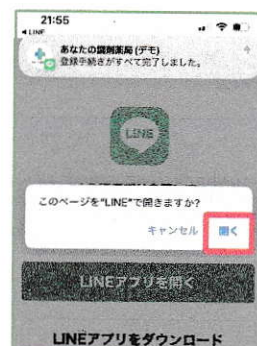 21:55
◀LINE
あなたの調剤薬局 (デモ)
登録手続きがすべて完了しました。
LINE
このページを"LINE"で開きますか?
キャンセル 開く
LINEアプリを開く
LINEアプリをダウンロード